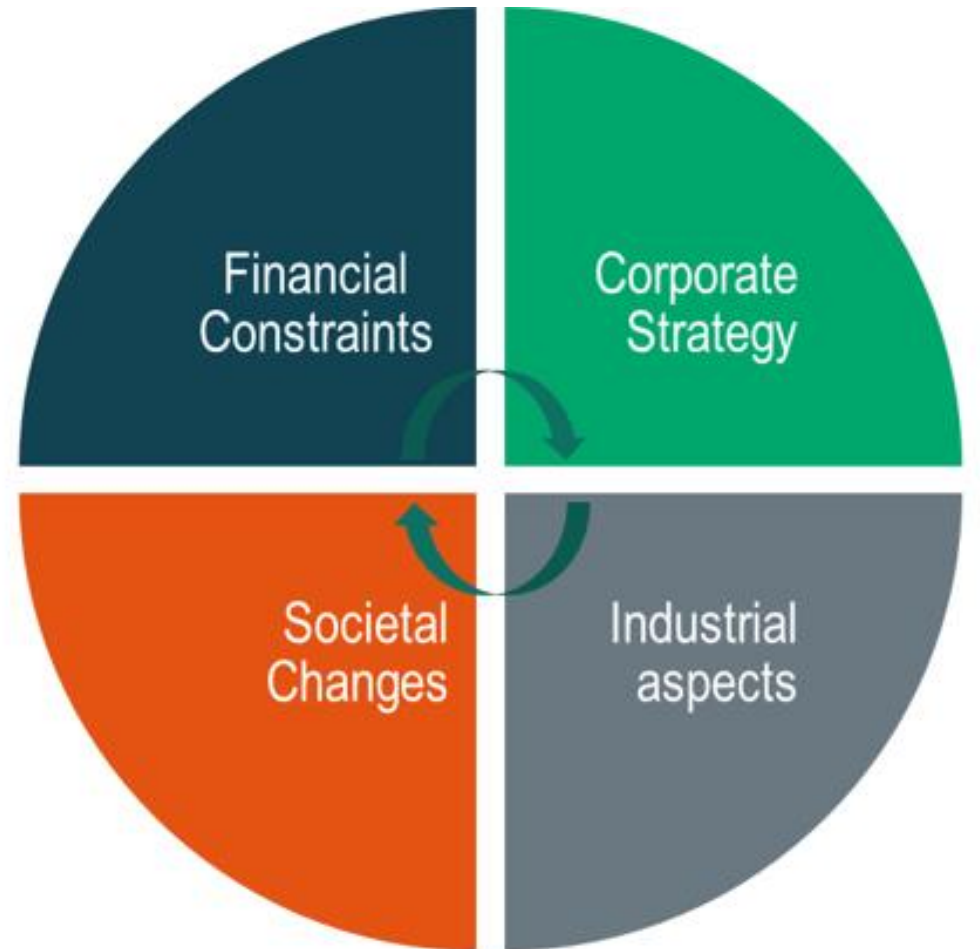 Financial
Constraints
Corporate
Strategy
Societal
Changes
Industrial
aspects